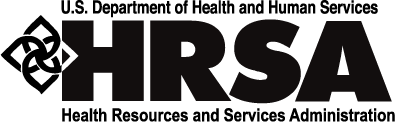 U.S. Department of Health and Human Services
HRSA
Health Resources and Services Administration